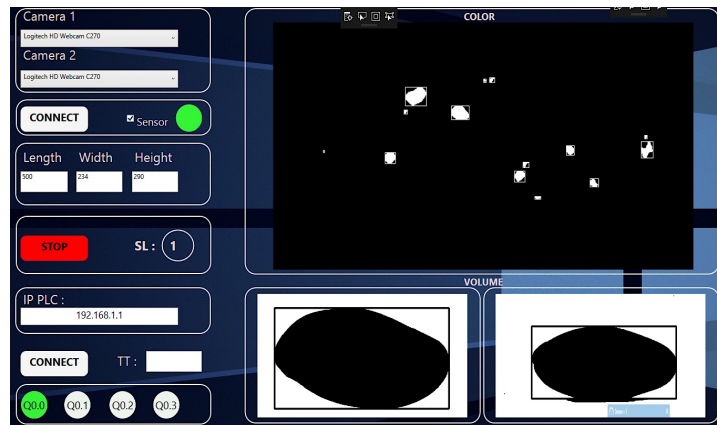 Camera 1
Logitech HD Webcam C270
Camera 2
Logitech HD Webcam C270
CONNECT
Sensor
Length Width Height
500 234 290
STOP
SL : 1
IP PLC :
192.168.1.1
CONNECT
TT :
Q0.0 Q0.1 Q0.2 Q0.3
COLOR
VOLUME